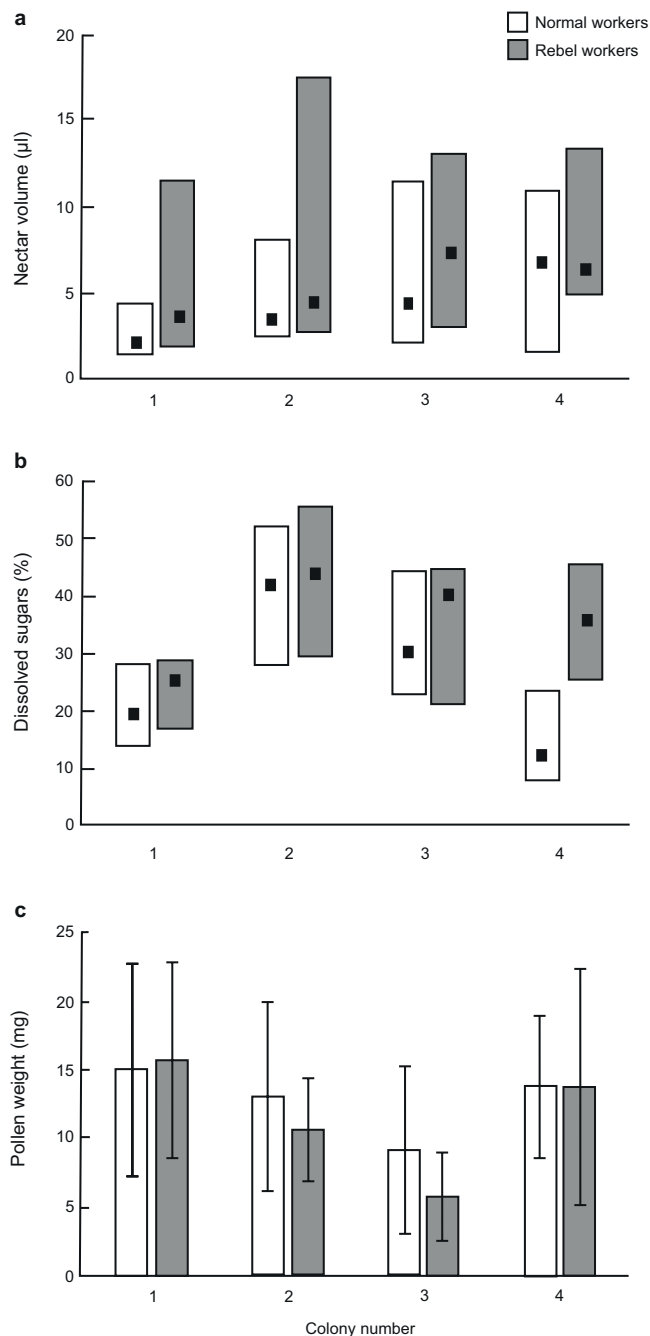 a
Normal workers
Rebel workers
Nectar volume (µl)
20
15
10
5
0
1 2 3 4
b
Dissolved sugars (%)
60
50
40
30
20
10
0
1 2 3 4
c
Pollen weight (mg)
25
20
15
10
5
0
1 2 3 4
Colony number